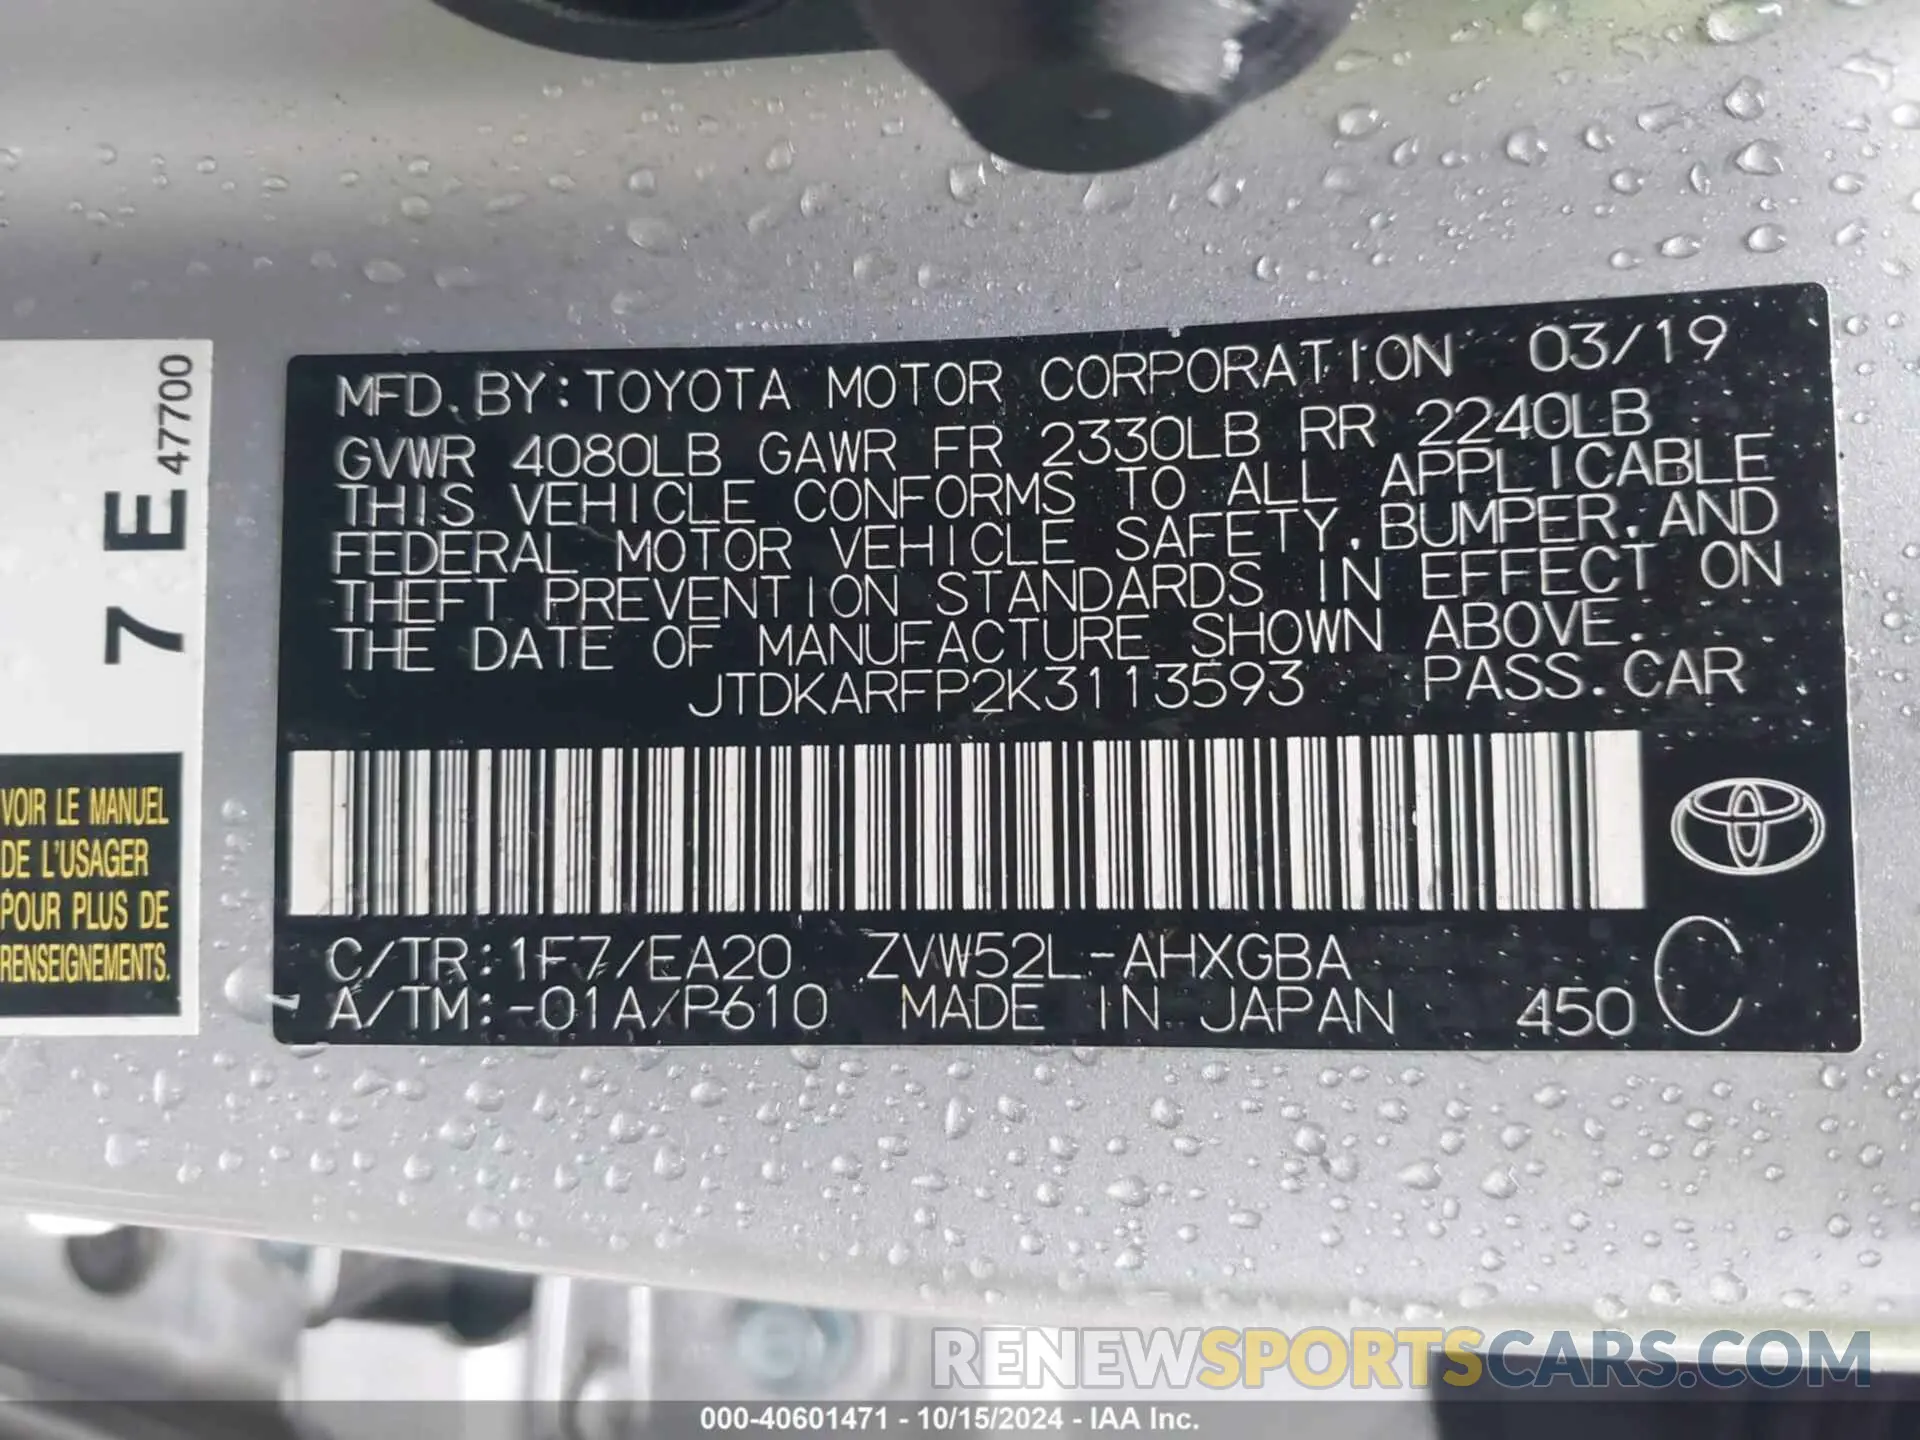 MFD. BY: TOYOTA MOTOR CORPORATION 03/19
GVWR 4080LB GAWR FR 2330LB RR 2240LB
THIS VEHICLE CONFORMS TO ALL APPLICABLE
FEDERAL MOTOR VEHICLE SAFETY, BUMPER, AND
THEFT PREVENTION STANDARDS IN EFFECT ON
THE DATE OF MANUFACTURE SHOWN ABOVE.
JTDKARFP2K3113593 PASS. CAR
C/TR: 1F7/EA20 ZVW52L-AHXGBA
A/TM: -01A/P610 MADE IN JAPAN 450 C
7 E 47700
VOIR LE MANUEL
DE L'USAGER
POUR PLUS DE
RENSEIGNEMENTS.
RENEWSPORTSCARS.COM
000-40601471 - 10/15/2024 - IAA Inc.